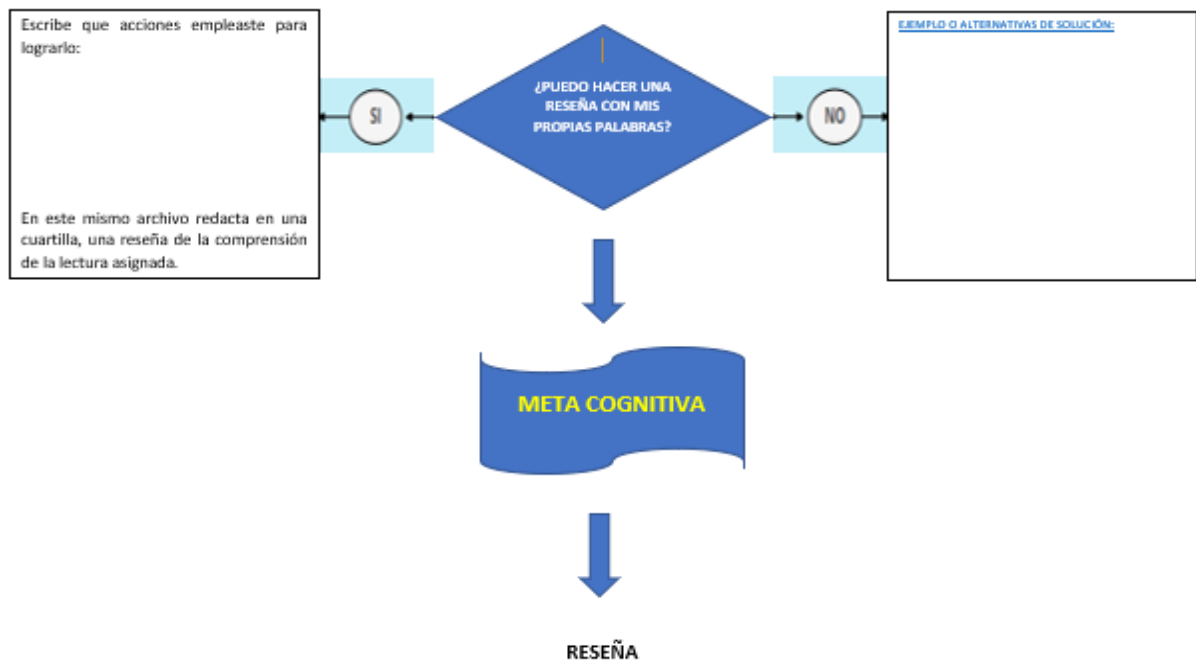 Escribe que acciones empleaste para
lograrlo:
En este mismo archivo redacta en una
cuartilla, una reseña de la comprensión
de la lectura asignada.
SI
¿PUEDO HACER UNA
RESEÑA CON MIS
PROPIAS PALABRAS?
NO
EJEMPLO O ALTERNATIVAS DE SOLUCIÓN:
META COGNITIVA
RESEÑA